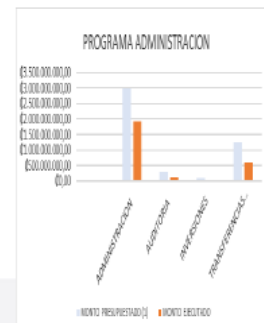 PROGRAMA ADMINISTRACION
₡3.500.000.000,00
₡3.000.000.000,00
₡2.500.000.000,00
₡2.000.000.000,00
₡1.500.000.000,00
₡1.000.000.000,00
₡500.000.000,00
₡0,00
ADMINISTRACION
AUDITORIA
INVERSIONES
TRANSFERENCIAS...
MONTO PRESUPUESTADO(1) MONTO EJECUTADO